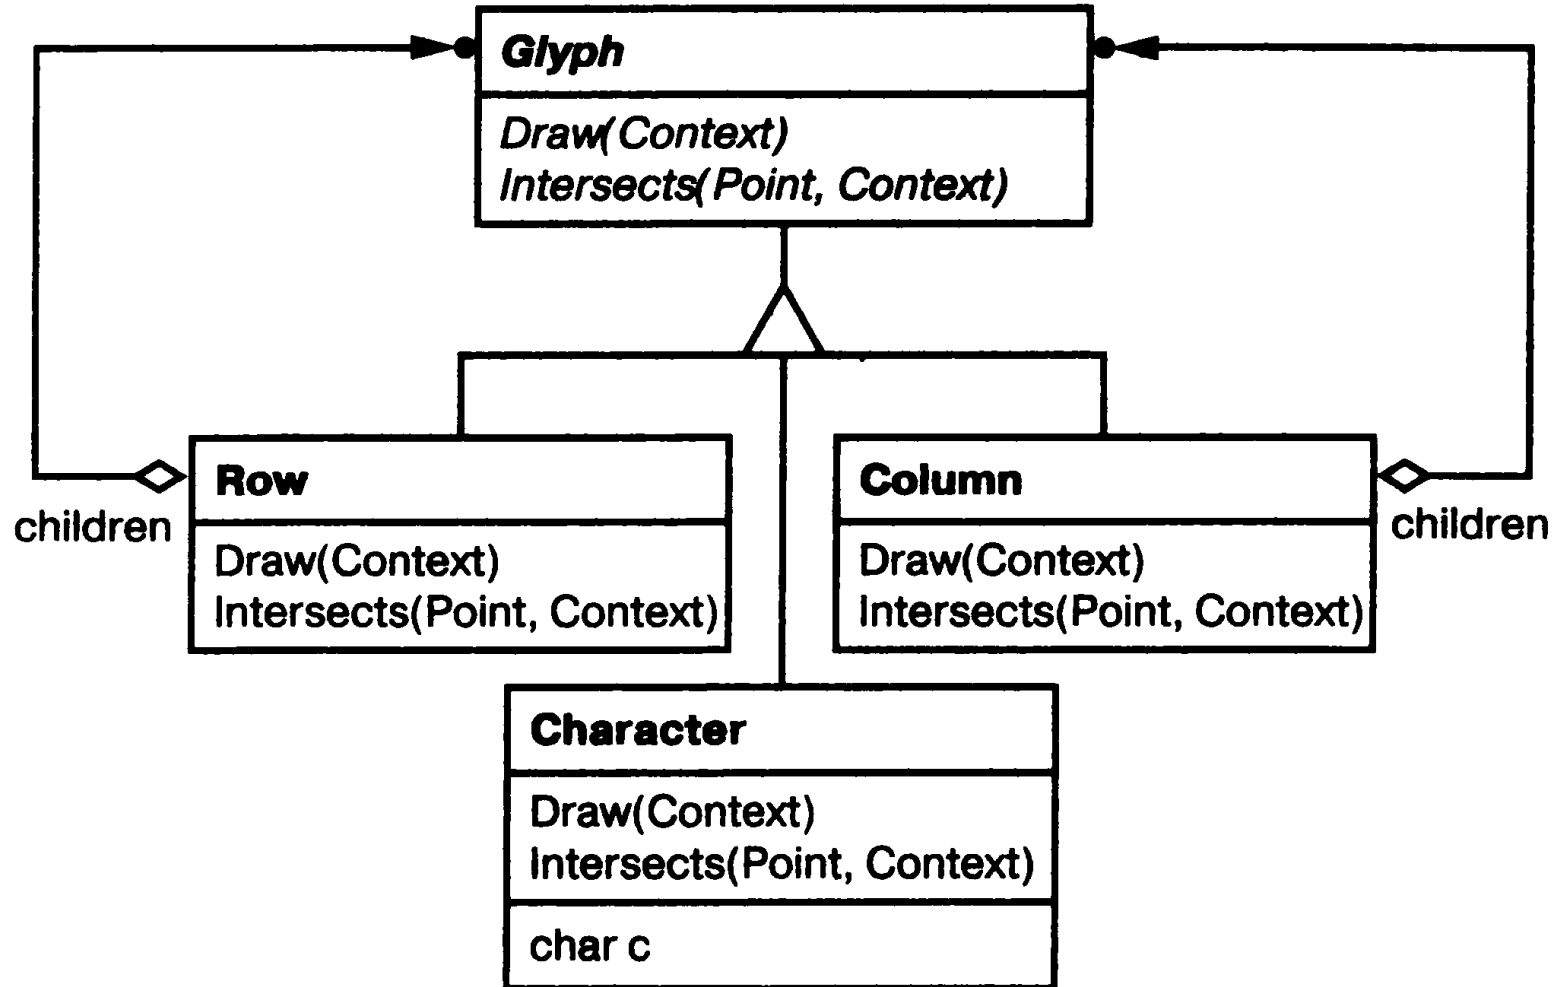 Glyph
Draw(Context)
Intersects(Point, Context)
Row
Draw(Context)
Intersects(Point, Context)
children
Column
Draw(Context)
Intersects(Point, Context)
children
Character
Draw(Context)
Intersects(Point, Context)
char c